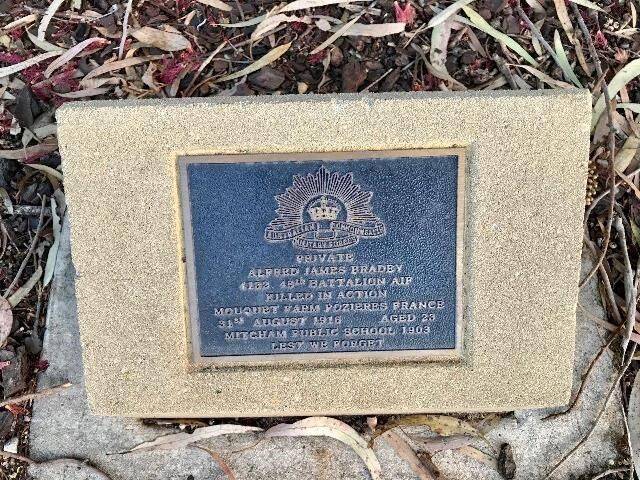 AUSTRALIAN COMMONWEALTH
MILITARY FORCES
PRIVATE
ALFRED JAMES BRADEY
4133 48TH BATTALION AIF
KILLED IN ACTION
MOUQUET FARM POZIERES FRANCE
31ST AUGUST 1916 AGED 23
MITCHAM PUBLIC SCHOOL 1903
LEST WE FORGET